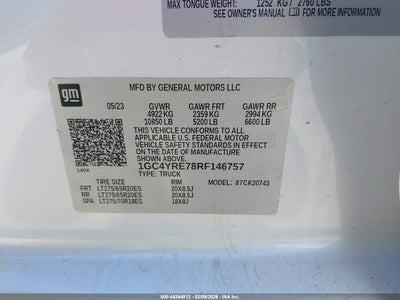 MAX TONGUE WEIGHT: 1252 KG / 2760 LBS
SEE OWNER'S MANUAL FOR MORE INFORMATION
gm
MFD BY GENERAL MOTORS LLC
05/23 GVWR GAWR FRT GAWR RR
4922 KG 2359 KG 2994 KG
10850 LB 5200 LB 6600 LB
THIS VEHICLE CONFORMS TO ALL
APPLICABLE U.S. FEDERAL MOTOR
VEHICLE SAFETY STANDARDS IN
EFFECT ON THE DATE OF
MANUFACTURE SHOWN ABOVE.
1GC4YRE78RF146757
TYPE: TRUCK
140X
TIRE SIZE RIM 87CK20743
FRT LT275/65R20ES 20X8.5J
RR LT275/65R20ES 20X8.5J
SPA LT275/70R18ES 18X8J
000-44344012 - 02/09/2026 - IAAI.COM